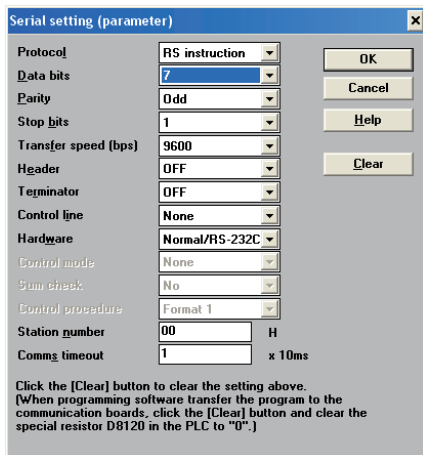 Serial setting (parameter)
Protocol RS instruction OK
Data bits 7
Cancel
Parity Odd
Stop bits 1 Help
Transfer speed (bps) 9600
Header OFF Clear
Terminator OFF
Control line None
Hardware Normal/RS-232C
Control mode None
Sum check No
Control procedure Format 1
Station number 00 H
Comms timeout 1 x 10ms
Click the [Clear] button to clear the setting above.
(When programming software transfer the program to the
communication boards, click the [Clear] button and clear the
special resistor D8120 in the PLC to "0".)